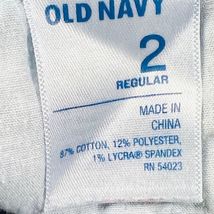 OLD NAVY
2
REGULAR
MADE IN
CHINA
87% COTTON, 12% POLYESTER,
1% LYCRA® SPANDEX
RN 54023